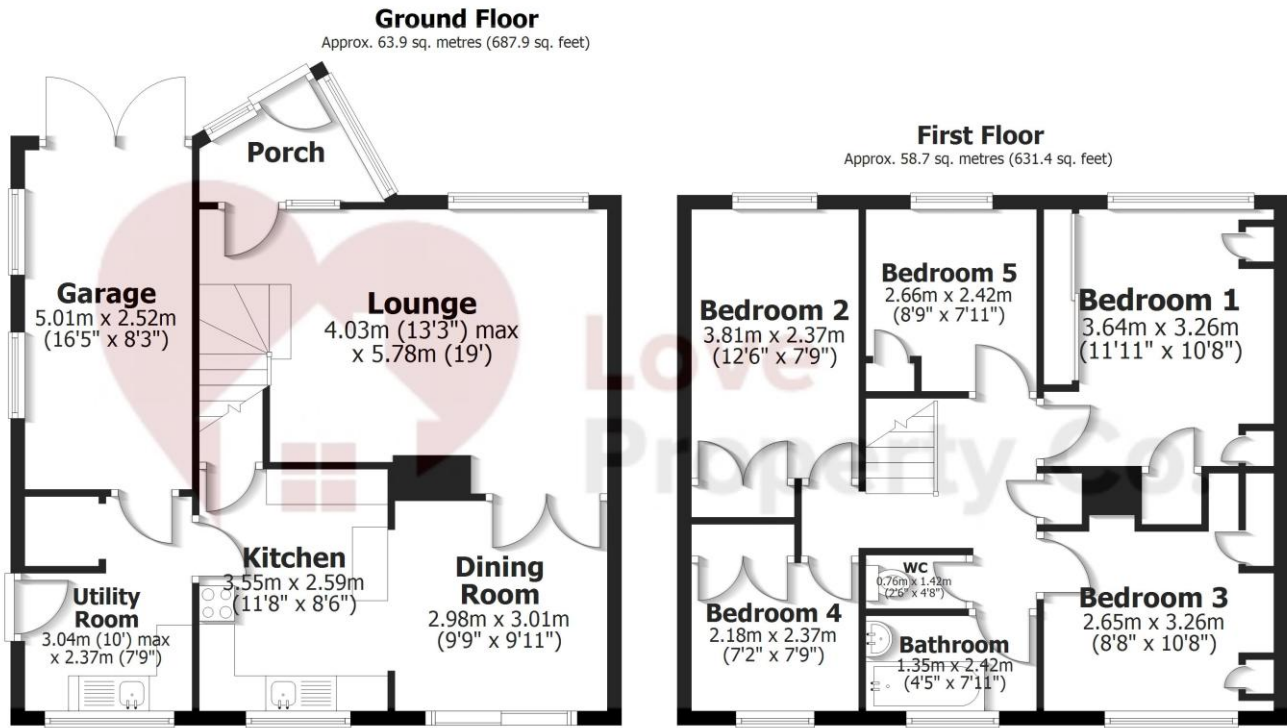 Ground Floor
Approx. 63.9 sq. metres (687.9 sq. feet)
Porch
Garage
5.01m x 2.52m
(16'5" x 8'3")
Lounge
4.03m (13'3") max
x 5.78m (19')
Kitchen
3.55m x 2.59m
(11'8" x 8'6")
Dining
Room
2.98m x 3.01m
(9'9" x 9'11")
Utility
Room
3.04m (10') max
x 2.37m (7'9")
First Floor
Approx. 58.7 sq. metres (631.4 sq. feet)
Bedroom 2
3.81m x 2.37m
(12'6" x 7'9")
Bedroom 5
2.66m x 2.42m
(8'9" x 7'11")
Bedroom 1
3.64m x 3.26m
(11'11" x 10'8")
Bedroom 4
2.18m x 2.37m
(7'2" x 7'9")
WC
0.76m x 1.42m
(2'6" x 4'8")
Bathroom
1.35m x 2.42m
(4'5" x 7'11")
Bedroom 3
2.65m x 3.26m
(8'8" x 10'8")
Love
Property Co.